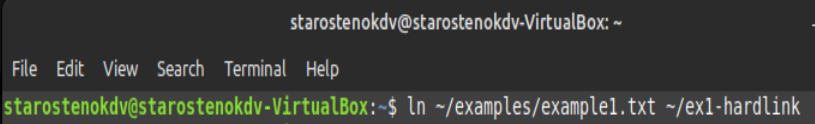 starostenokdv@starostenokdv-VirtualBox: ~
File Edit View Search Terminal Help
starostenokdv@starostenokdv-VirtualBox:~$ ln ~/examples/example1.txt ~/ex1-hardlink